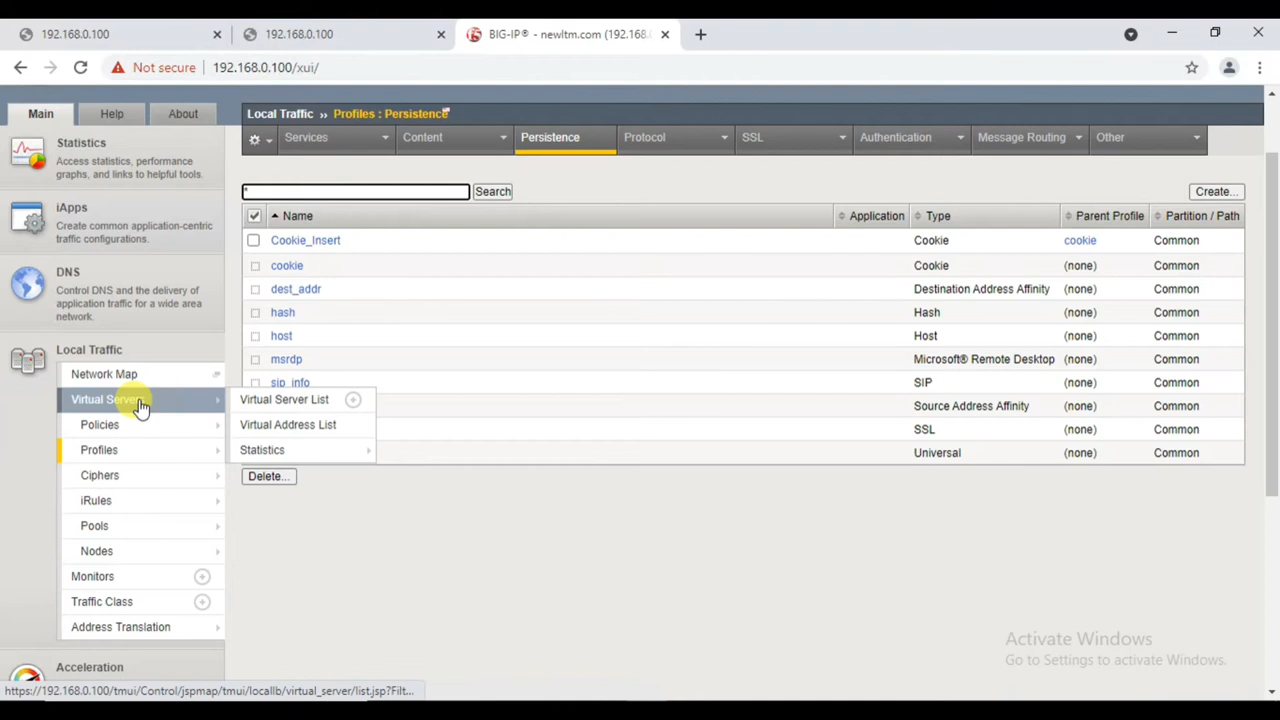 192.168.0.100
192.168.0.100
BIG-IP® - newltm.com (192.168.
Not secure 192.168.0.100/xui/
Main Help About
Local Traffic ›› Profiles : Persistence
Services Content Persistence Protocol SSL Authentication Message Routing Other
Statistics
Access statistics, performance
graphs, and links to helpful tools.
iApps
Create common application-centric
traffic configurations.
DNS
Control DNS and the delivery of
application traffic for a wide area
network.
Local Traffic
Network Map
Virtual Server
Policies
Profiles
Ciphers
iRules
Pools
Nodes
Monitors
Traffic Class
Address Translation
Acceleration
Virtual Server List
Virtual Address List
Statistics
* Search Create...
Name Application Type Parent Profile Partition / Path
Cookie_Insert Cookie cookie Common
cookie Cookie (none) Common
dest_addr Destination Address Affinity (none) Common
hash Hash (none) Common
host Host (none) Common
msrdp Microsoft® Remote Desktop (none) Common
sip_info SIP (none) Common
Source Address Affinity (none) Common
SSL (none) Common
Universal (none) Common
Delete...
Activate Windows
Go to Settings to activate Windows.
https://192.168.0.100/tmui/Control/jspmap/tmui/locallb/virtual_server/list.jsp?Filt...